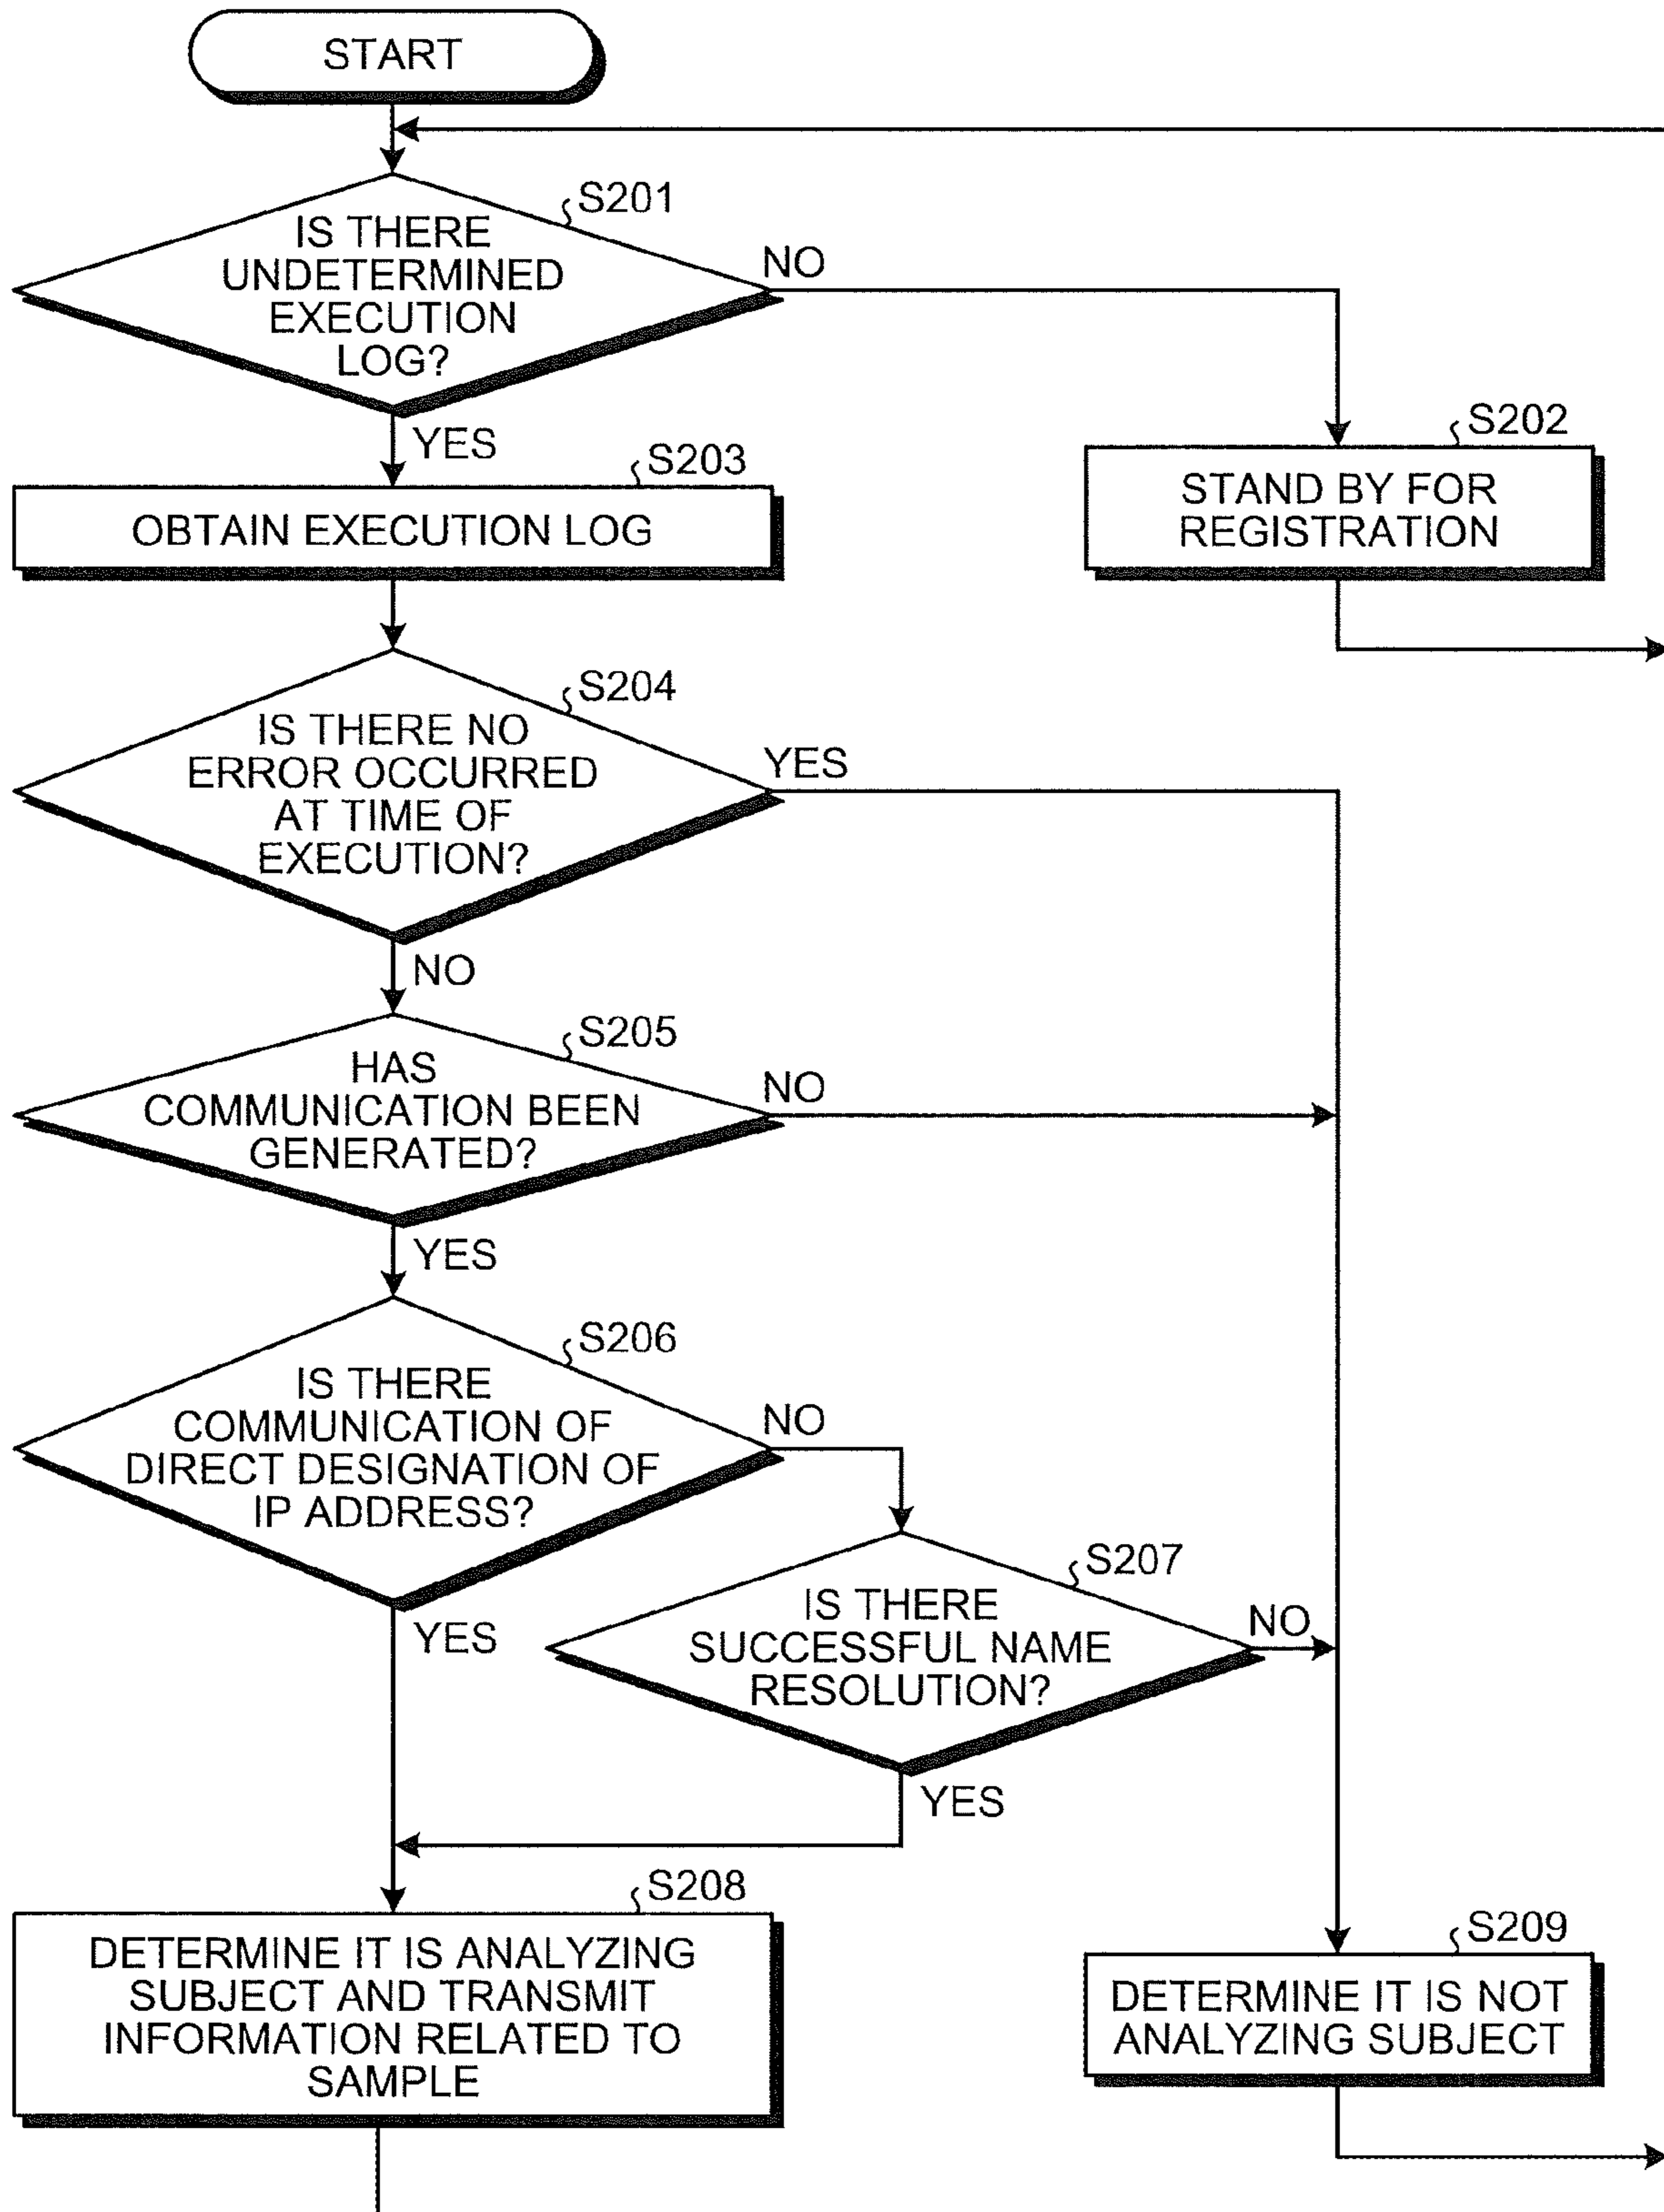 START
S201
IS THERE
UNDETERMINED
EXECUTION
LOG?
NO
YES
S202
STAND BY FOR
REGISTRATION
S203
OBTAIN EXECUTION LOG
S204
IS THERE NO
ERROR OCCURRED
AT TIME OF
EXECUTION?
YES
NO
S205
HAS
COMMUNICATION BEEN
GENERATED?
NO
YES
S206
IS THERE
COMMUNICATION OF
DIRECT DESIGNATION OF
IP ADDRESS?
NO
YES
S207
IS THERE
SUCCESSFUL NAME
RESOLUTION?
NO
YES
S208
DETERMINE IT IS ANALYZING
SUBJECT AND TRANSMIT
INFORMATION RELATED TO
SAMPLE
S209
DETERMINE IT IS NOT
ANALYZING SUBJECT